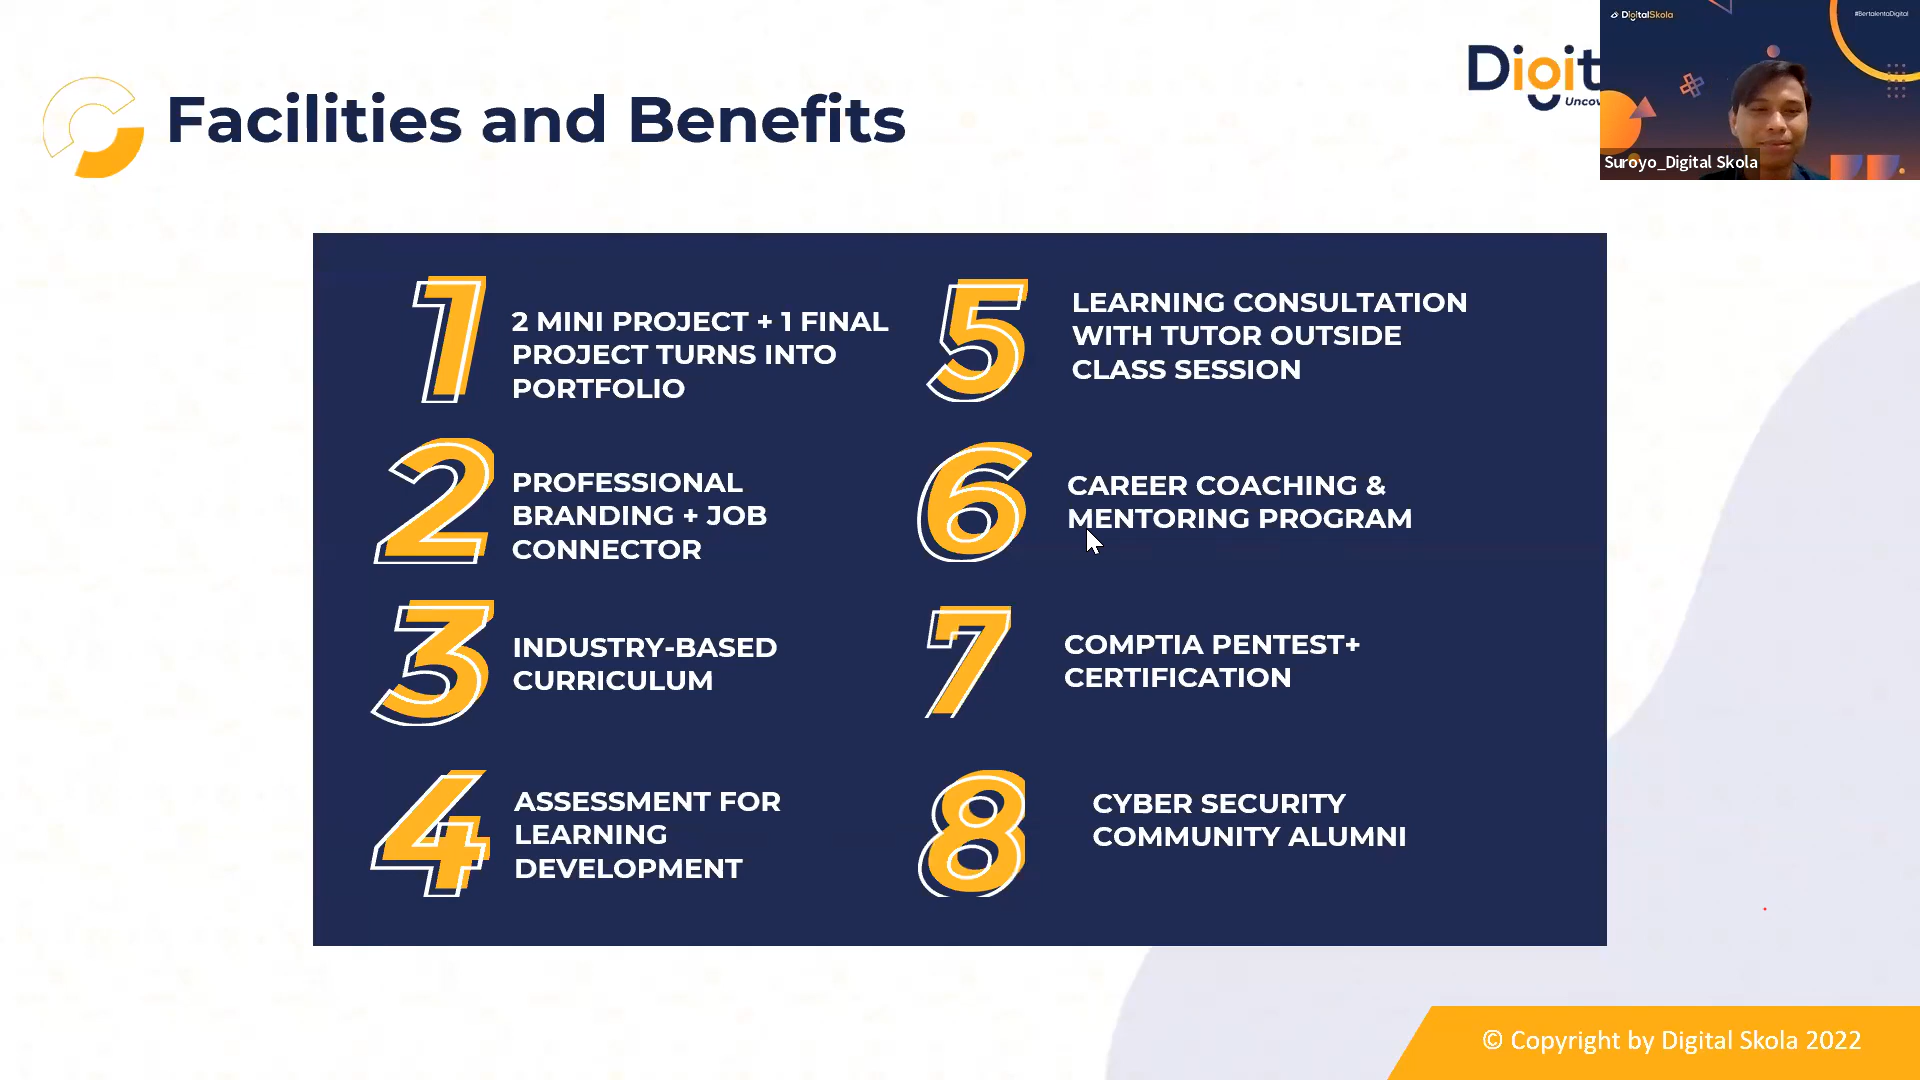 Facilities and Benefits
Digit
Uncov
DigitalSkola
#BertalentaDigital
Suroyo_Digital Skola
1
2 MINI PROJECT + 1 FINAL
PROJECT TURNS INTO
PORTFOLIO
2
PROFESSIONAL
BRANDING + JOB
CONNECTOR
3
INDUSTRY-BASED
CURRICULUM
4
ASSESSMENT FOR
LEARNING
DEVELOPMENT
5
LEARNING CONSULTATION
WITH TUTOR OUTSIDE
CLASS SESSION
6
CAREER COACHING &
MENTORING PROGRAM
7
COMPTIA PENTEST+
CERTIFICATION
8
CYBER SECURITY
COMMUNITY ALUMNI
© Copyright by Digital Skola 2022